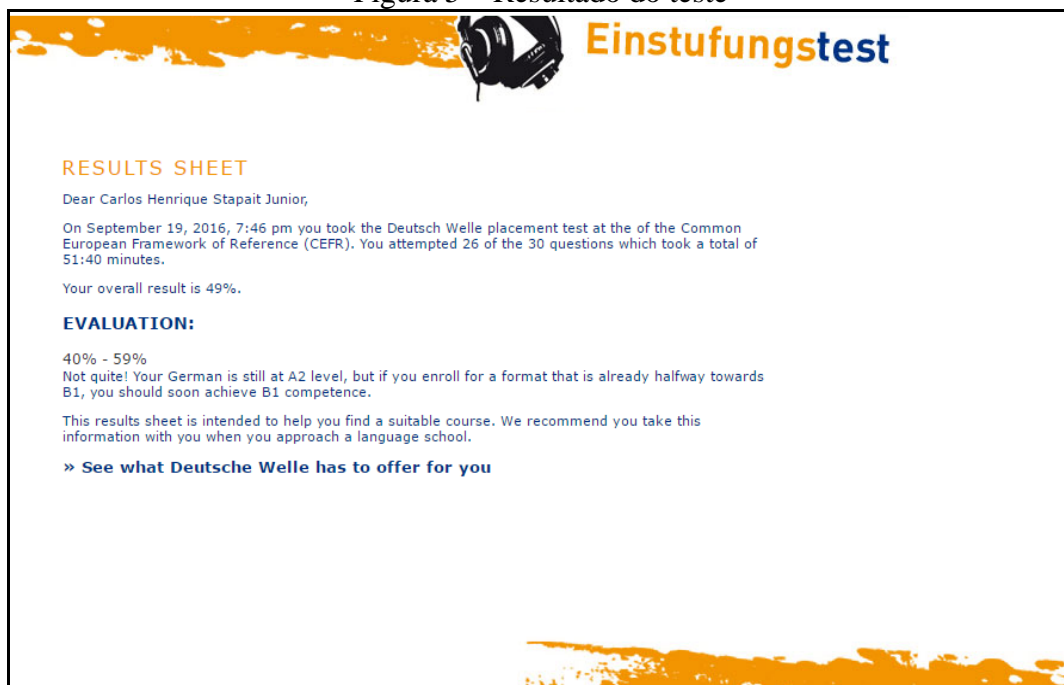 Figura 3 – Resultado do teste
Einstufungstest
RESULTS SHEET
Dear Carlos Henrique Stapait Junior,
On September 19, 2016, 7:46 pm you took the Deutsch Welle placement test at the of the Common
European Framework of Reference (CEFR). You attempted 26 of the 30 questions which took a total of
51:40 minutes.
Your overall result is 49%.
EVALUATION:
40% - 59%
Not quite! Your German is still at A2 level, but if you enroll for a format that is already halfway towards
B1, you should soon achieve B1 competence.
This results sheet is intended to help you find a suitable course. We recommend you take this
information with you when you approach a language school.
» See what Deutsche Welle has to offer for you